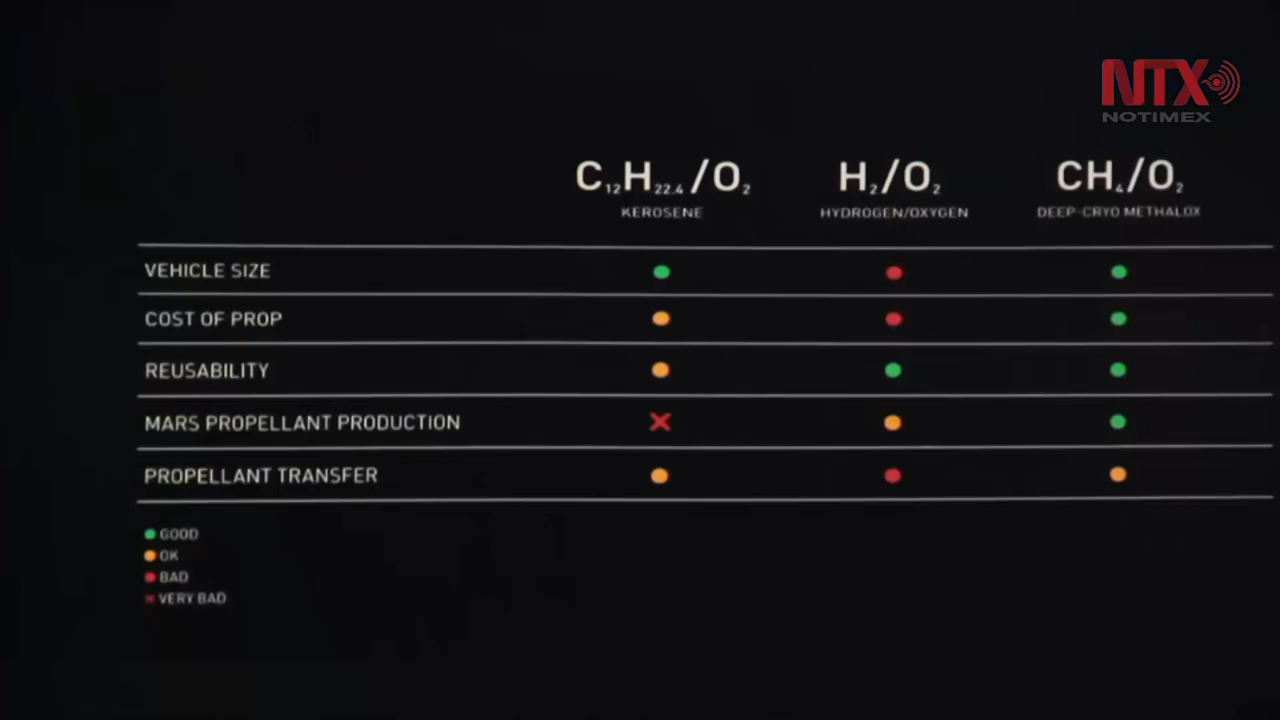 NTX
NOTIMEX
C₁₂H₂₂.₄/O₂ H₂/O₂ CH₄/O₂
KEROSENE HYDROGEN/OXYGEN DEEP-CRYO METHALOX
VEHICLE SIZE
COST OF PROP
REUSABILITY
MARS PROPELLANT PRODUCTION
PROPELLANT TRANSFER
GOOD
OK
BAD
VERY BAD